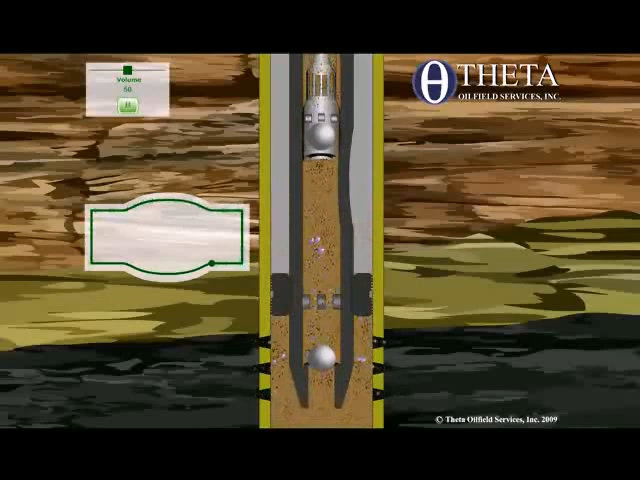 Volume
50
θ THETA
OILFIELD SERVICES, INC.
© Theta Oilfield Services, Inc. 2009